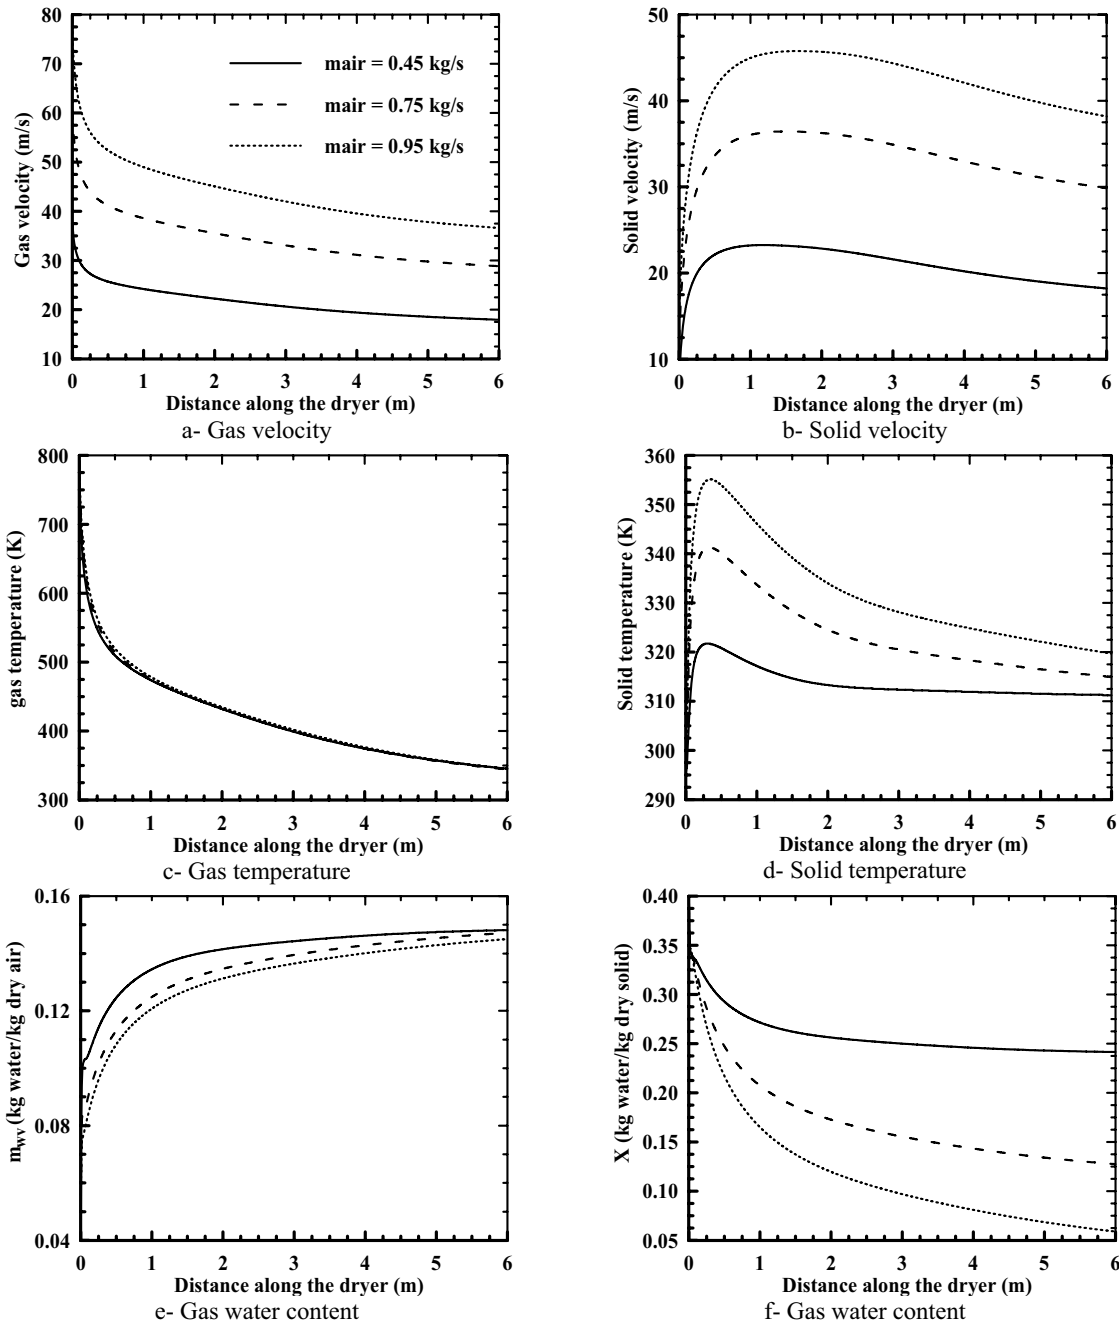 80
70
60
50
40
30
20
10
Gas velocity (m/s)
mair = 0.45 kg/s
mair = 0.75 kg/s
mair = 0.95 kg/s
0 1 2 3 4 5 6
Distance along the dryer (m)
a- Gas velocity
50
40
30
20
10
Solid velocity (m/s)
0 1 2 3 4 5 6
Distance along the dryer (m)
b- Solid velocity
800
700
600
500
400
300
gas temperature (K)
0 1 2 3 4 5 6
Distance along the dryer (m)
c- Gas temperature
360
350
340
330
320
310
300
290
Solid temperature (K)
0 1 2 3 4 5 6
Distance along the dryer (m)
d- Solid temperature
0.16
0.12
0.08
0.04
m_wv (kg water/kg dry air)
0 1 2 3 4 5 6
Distance along the dryer (m)
e- Gas water content
0.40
0.35
0.30
0.25
0.20
0.15
0.10
0.05
X (kg water/kg dry solid)
0 1 2 3 4 5 6
Distance along the dryer (m)
f- Gas water content